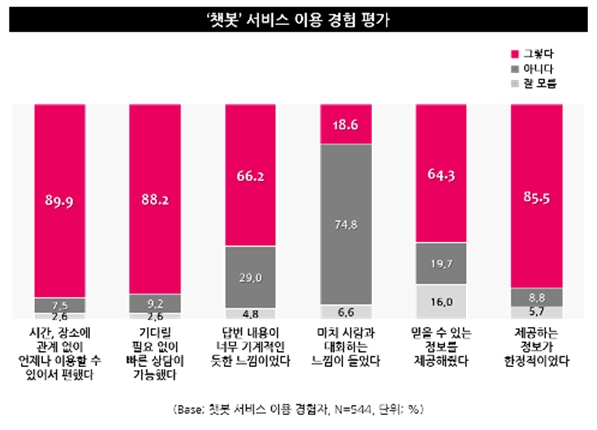 ‘챗봇’ 서비스 이용 경험 평가
그렇다
아니다
잘 모름
89.9
7.5
2.6
88.2
9.2
2.6
66.2
29.0
4.8
18.6
74.8
6.6
64.3
19.7
16.0
85.5
8.8
5.7
시간, 장소에
관계 없이
언제나 이용할 수
있어서 편했다
기다릴
필요 없이
빠른 상담이
가능했다
답변 내용이
너무 기계적인
듯한 느낌이었다
마치 사람과
대화하는
느낌이 들었다
믿을 수 있는
정보를
제공해줬다
제공하는
정보가
한정적이었다
(Base: 챗봇 서비스 이용 경험자, N=544, 단위: %)